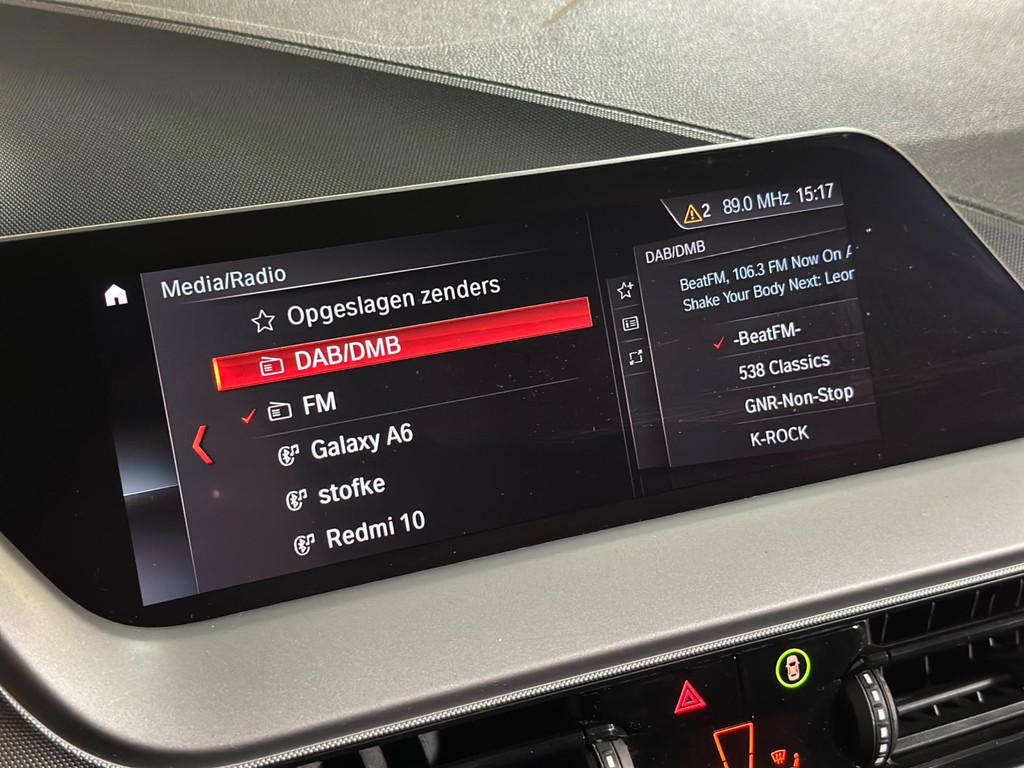 2 89.0 MHz 15:17
Media/Radio
Opgeslagen zenders
DAB/DMB
FM
Galaxy A6
stofke
Redmi 10
DAB/DMB
BeatFM, 106.3 FM Now On
Shake Your Body Next: Leor
-BeatFM-
538 Classics
GNR-Non-Stop
K-ROCK